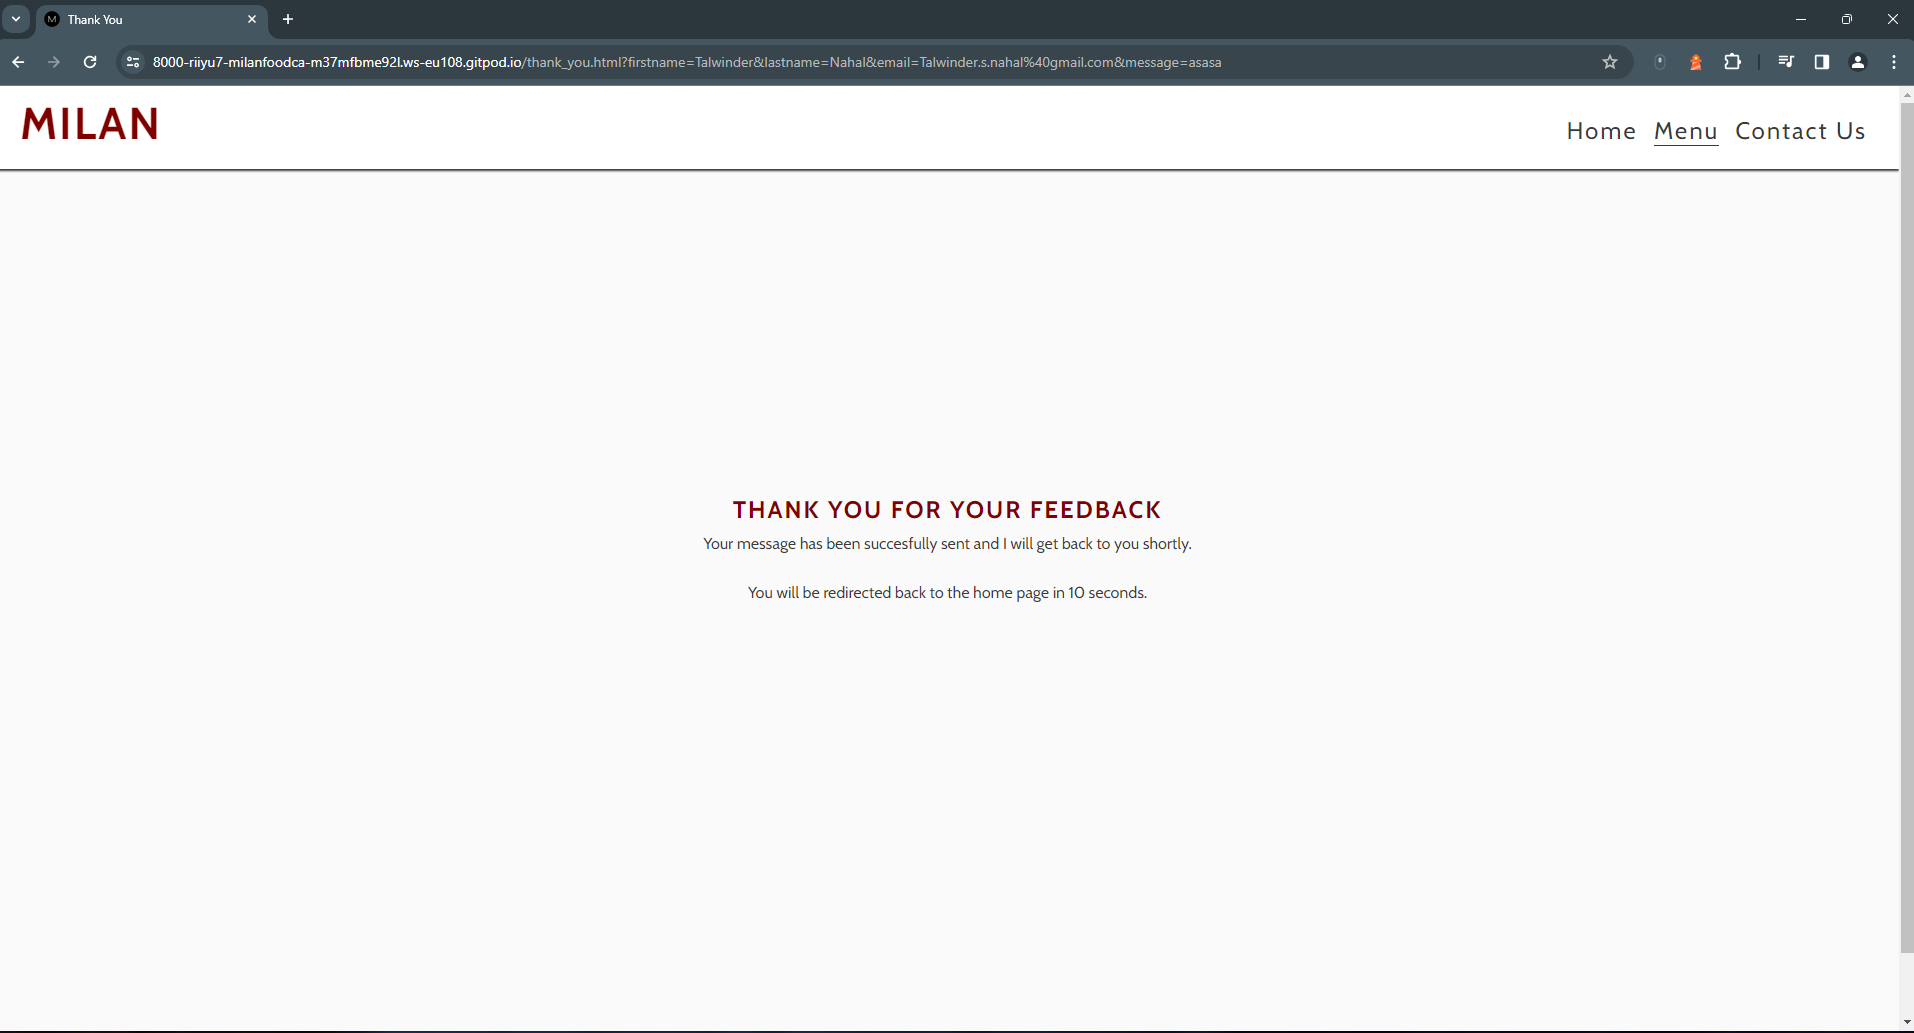 Thank You
8000-riiyu7-milanfoodca-m37mfbme92l.ws-eu108.gitpod.io/thank_you.html?firstname=Talwinder&lastname=Nahal&email=Talwinder.s.nahal%40gmail.com&message=asasa
MILAN
Home Menu Contact Us
THANK YOU FOR YOUR FEEDBACK
Your message has been succesfully sent and I will get back to you shortly.
You will be redirected back to the home page in 10 seconds.